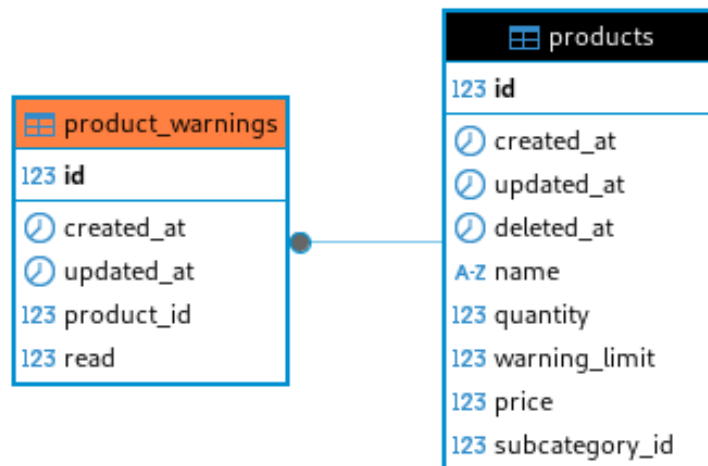 product_warnings
123 id
created_at
updated_at
123 product_id
123 read
products
123 id
created_at
updated_at
deleted_at
A-Z name
123 quantity
123 warning_limit
123 price
123 subcategory_id